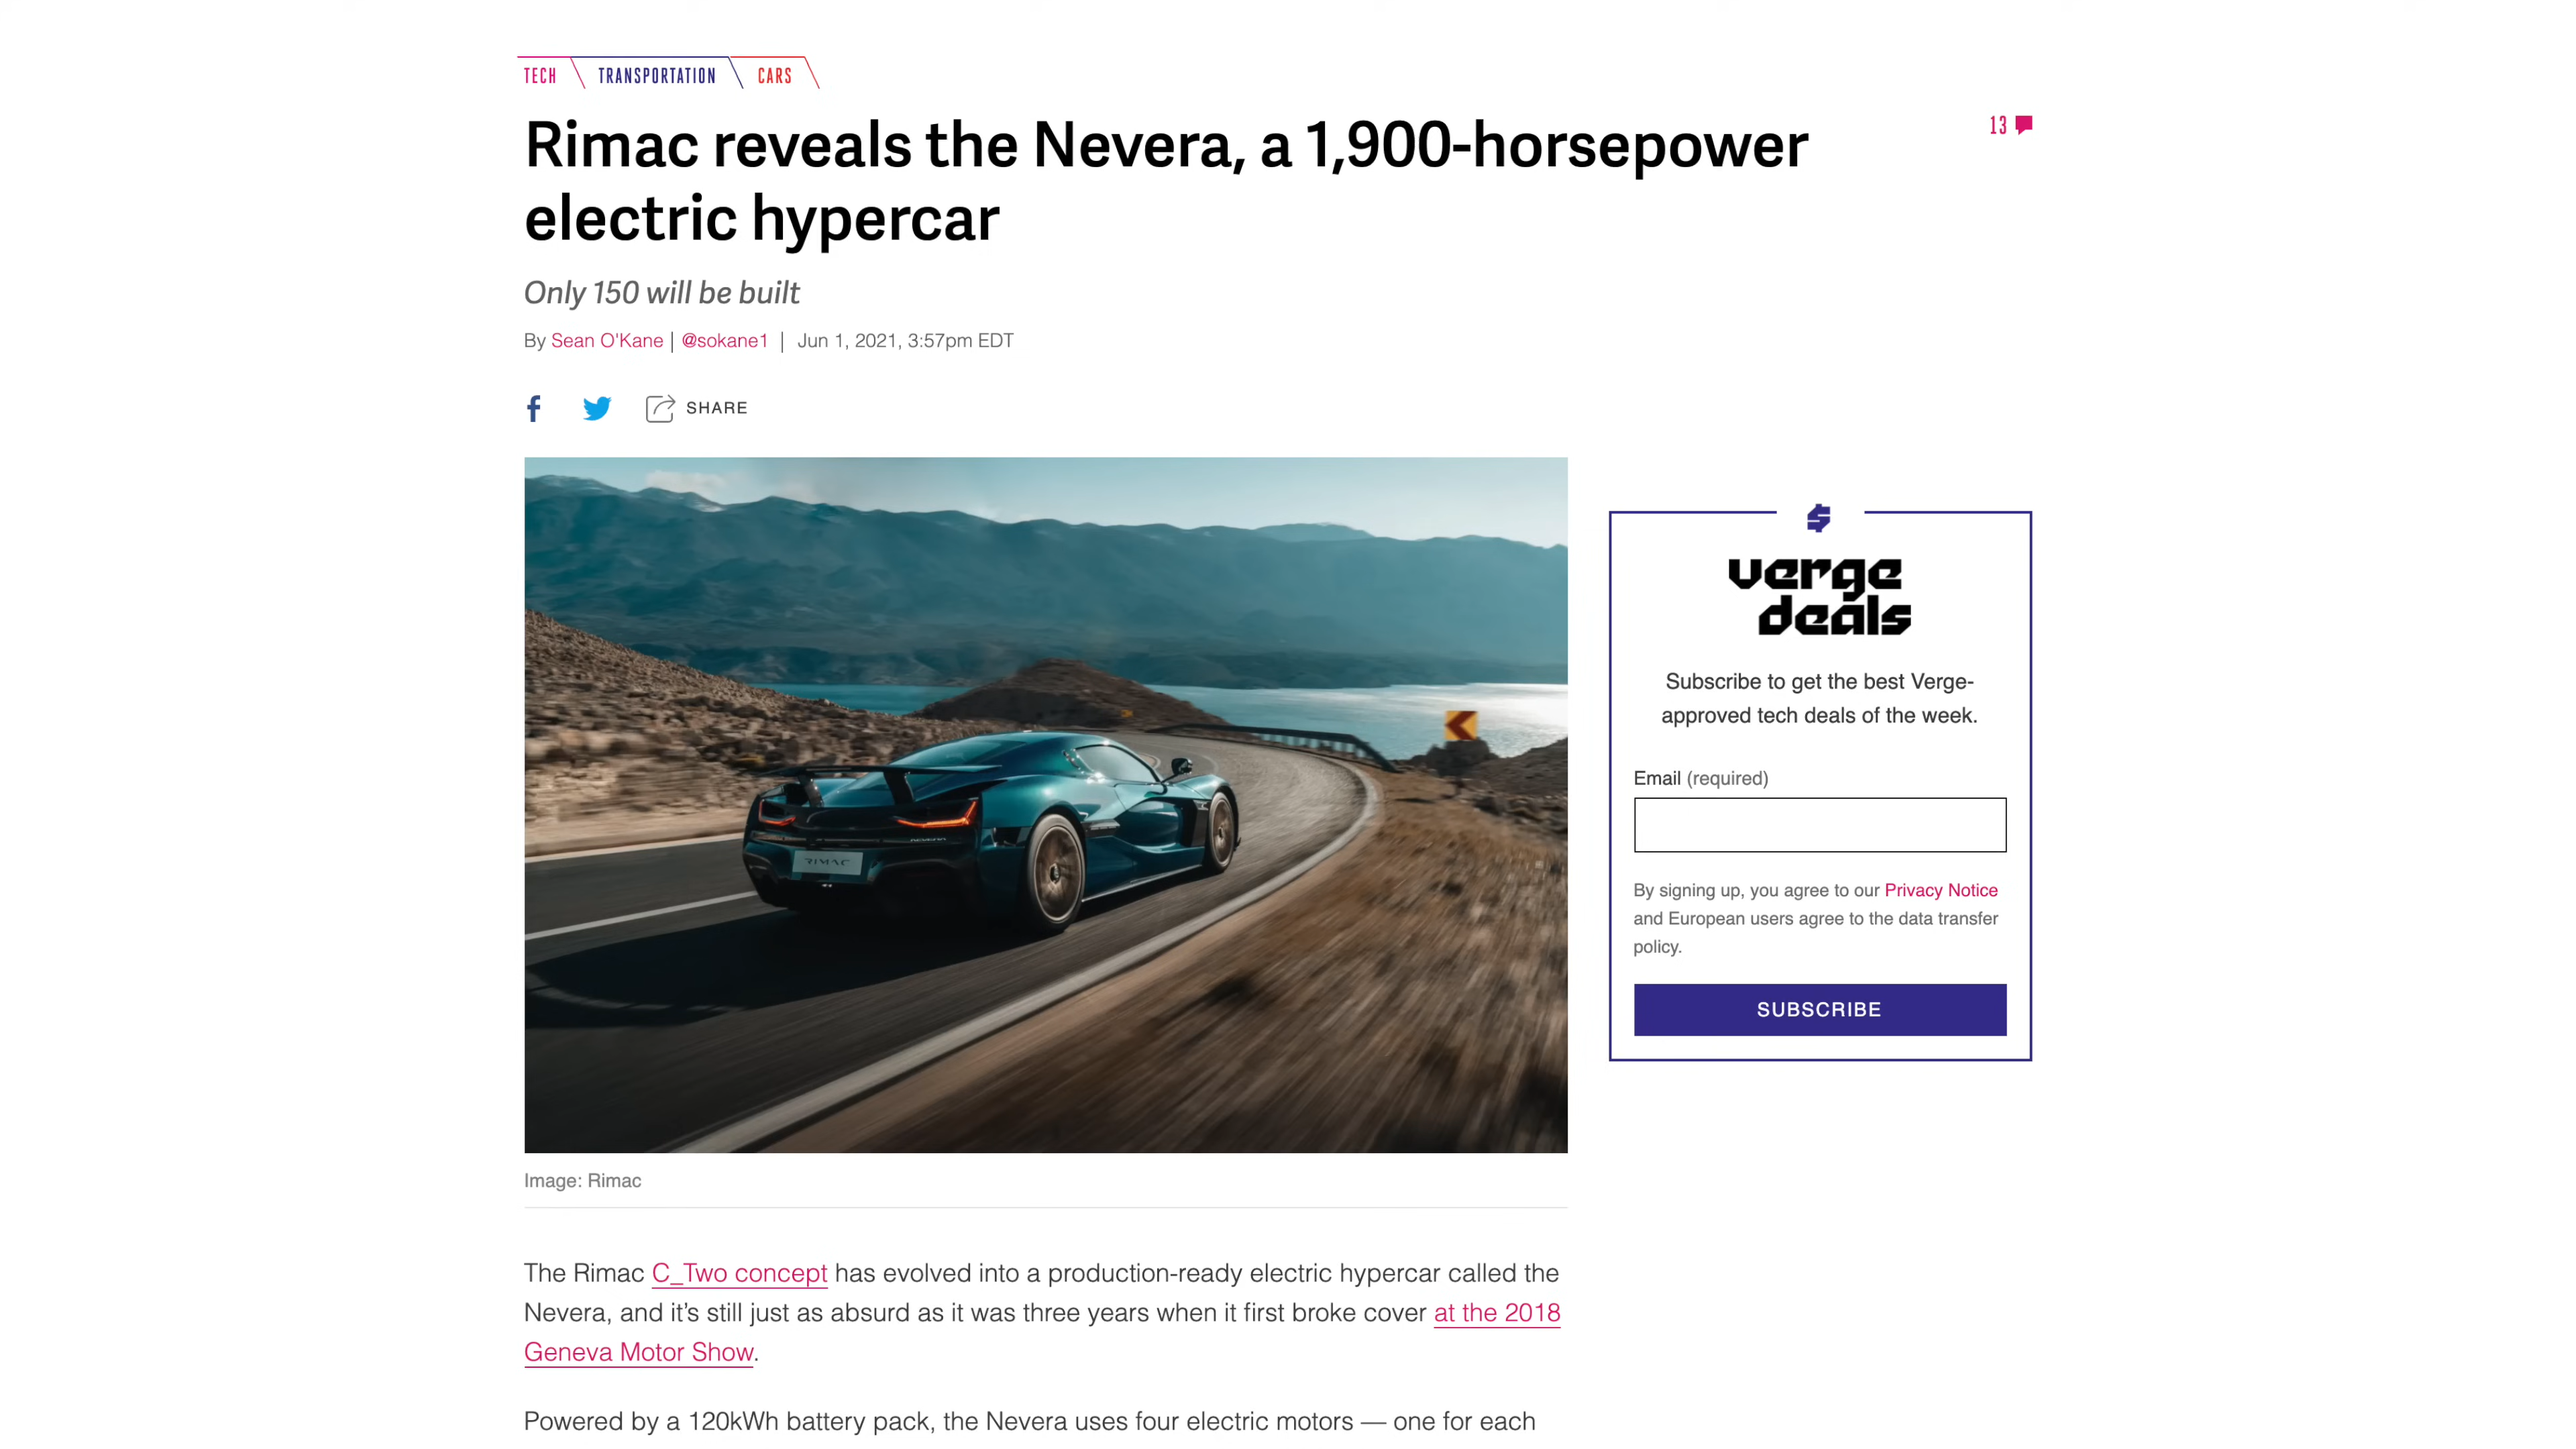 TECH TRANSPORTATION CARS
Rimac reveals the Nevera, a 1,900-horsepower
electric hypercar
13
Only 150 will be built
By Sean O'Kane | @sokane1 | Jun 1, 2021, 3:57pm EDT
SHARE
RIMAC
Image: Rimac
The Rimac C_Two concept has evolved into a production-ready electric hypercar called the
Nevera, and it’s still just as absurd as it was three years when it first broke cover at the 2018
Geneva Motor Show.
Powered by a 120kWh battery pack, the Nevera uses four electric motors — one for each
verge
deals
Subscribe to get the best Verge-
approved tech deals of the week.
Email (required)
By signing up, you agree to our Privacy Notice
and European users agree to the data transfer
policy.
SUBSCRIBE